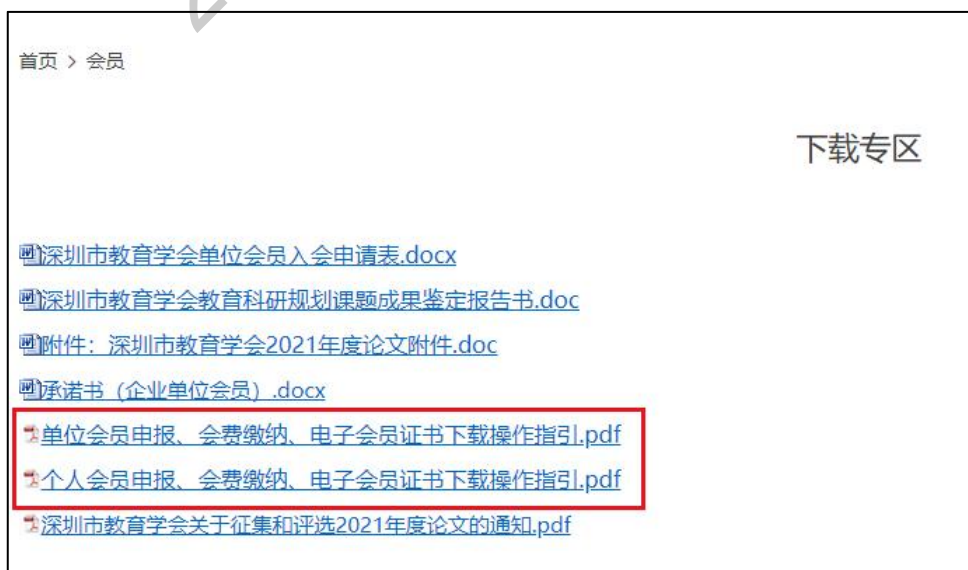 首页 > 会员
下载专区
深圳市教育学会单位会员入会申请表.docx
深圳市教育学会教育科研规划课题成果鉴定报告书.doc
附件：深圳市教育学会2021年度论文附件.doc
承诺书（企业单位会员）.docx
单位会员申报、会费缴纳、电子会员证书下载操作指引.pdf
个人会员申报、会费缴纳、电子会员证书下载操作指引.pdf
深圳市教育学会关于征集和评选2021年度论文的通知.pdf